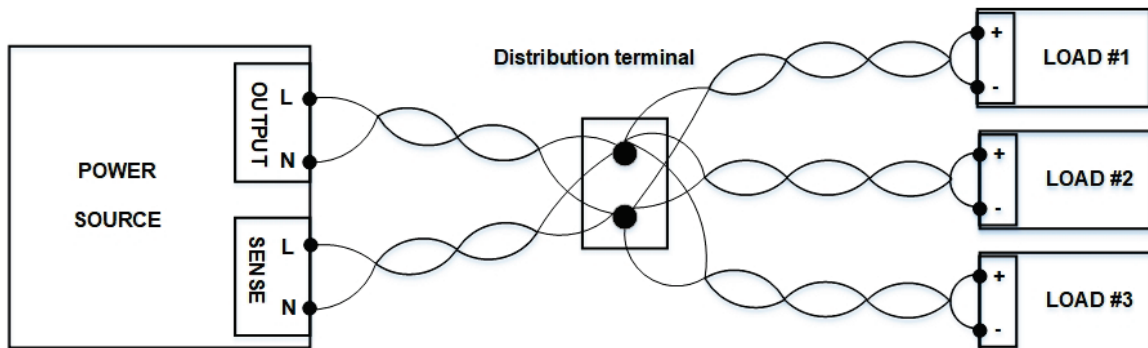 POWER
SOURCE
OUTPUT
L
N
SENSE
L
N
Distribution terminal
+
-
LOAD #1
+
-
LOAD #2
+
-
LOAD #3